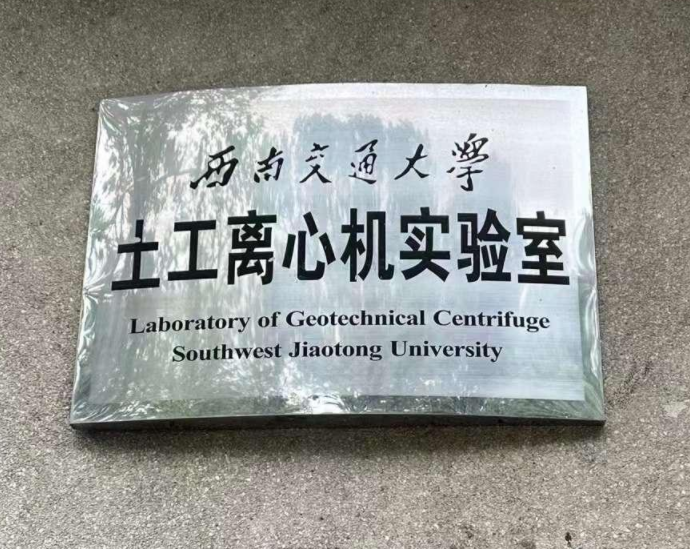 西南交通大學
土工离心机实验室
Laboratory of Geotechnical Centrifuge
Southwest Jiaotong University